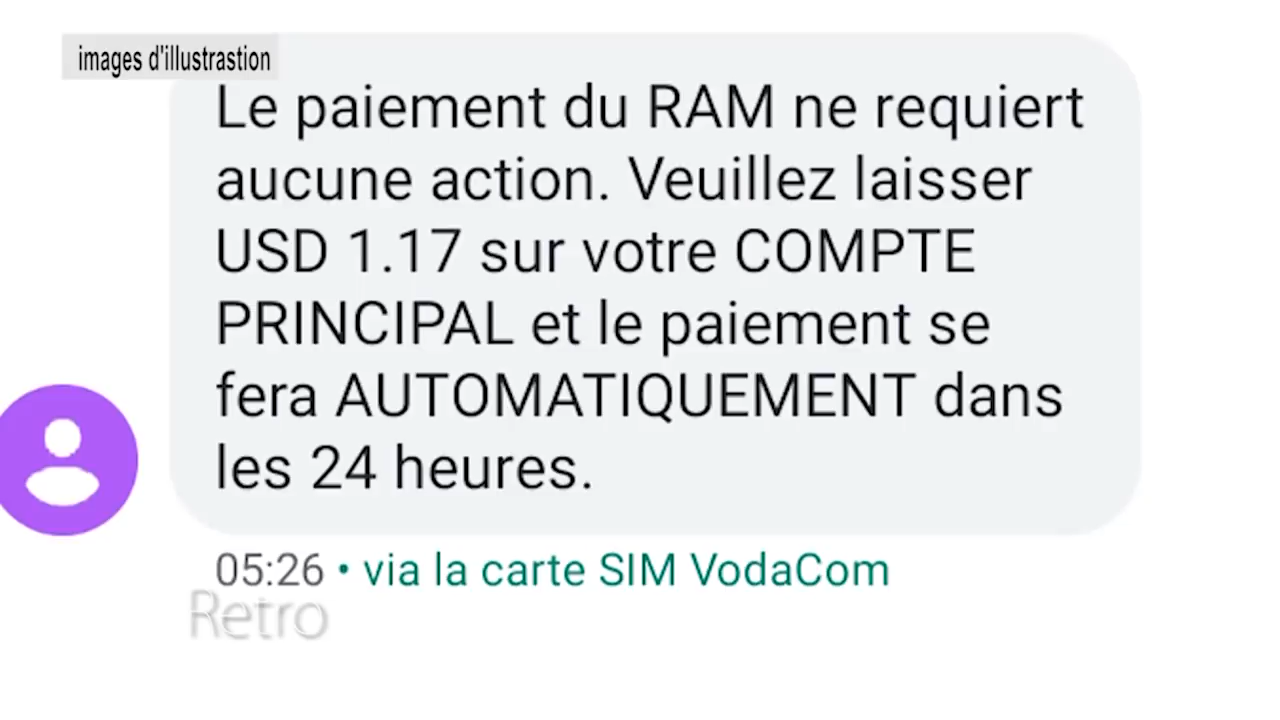 images d'illustrastion
Le paiement du RAM ne requiert
aucune action. Veuillez laisser
USD 1.17 sur votre COMPTE
PRINCIPAL et le paiement se
fera AUTOMATIQUEMENT dans
les 24 heures.
05:26 • via la carte SIM VodaCom
Retro